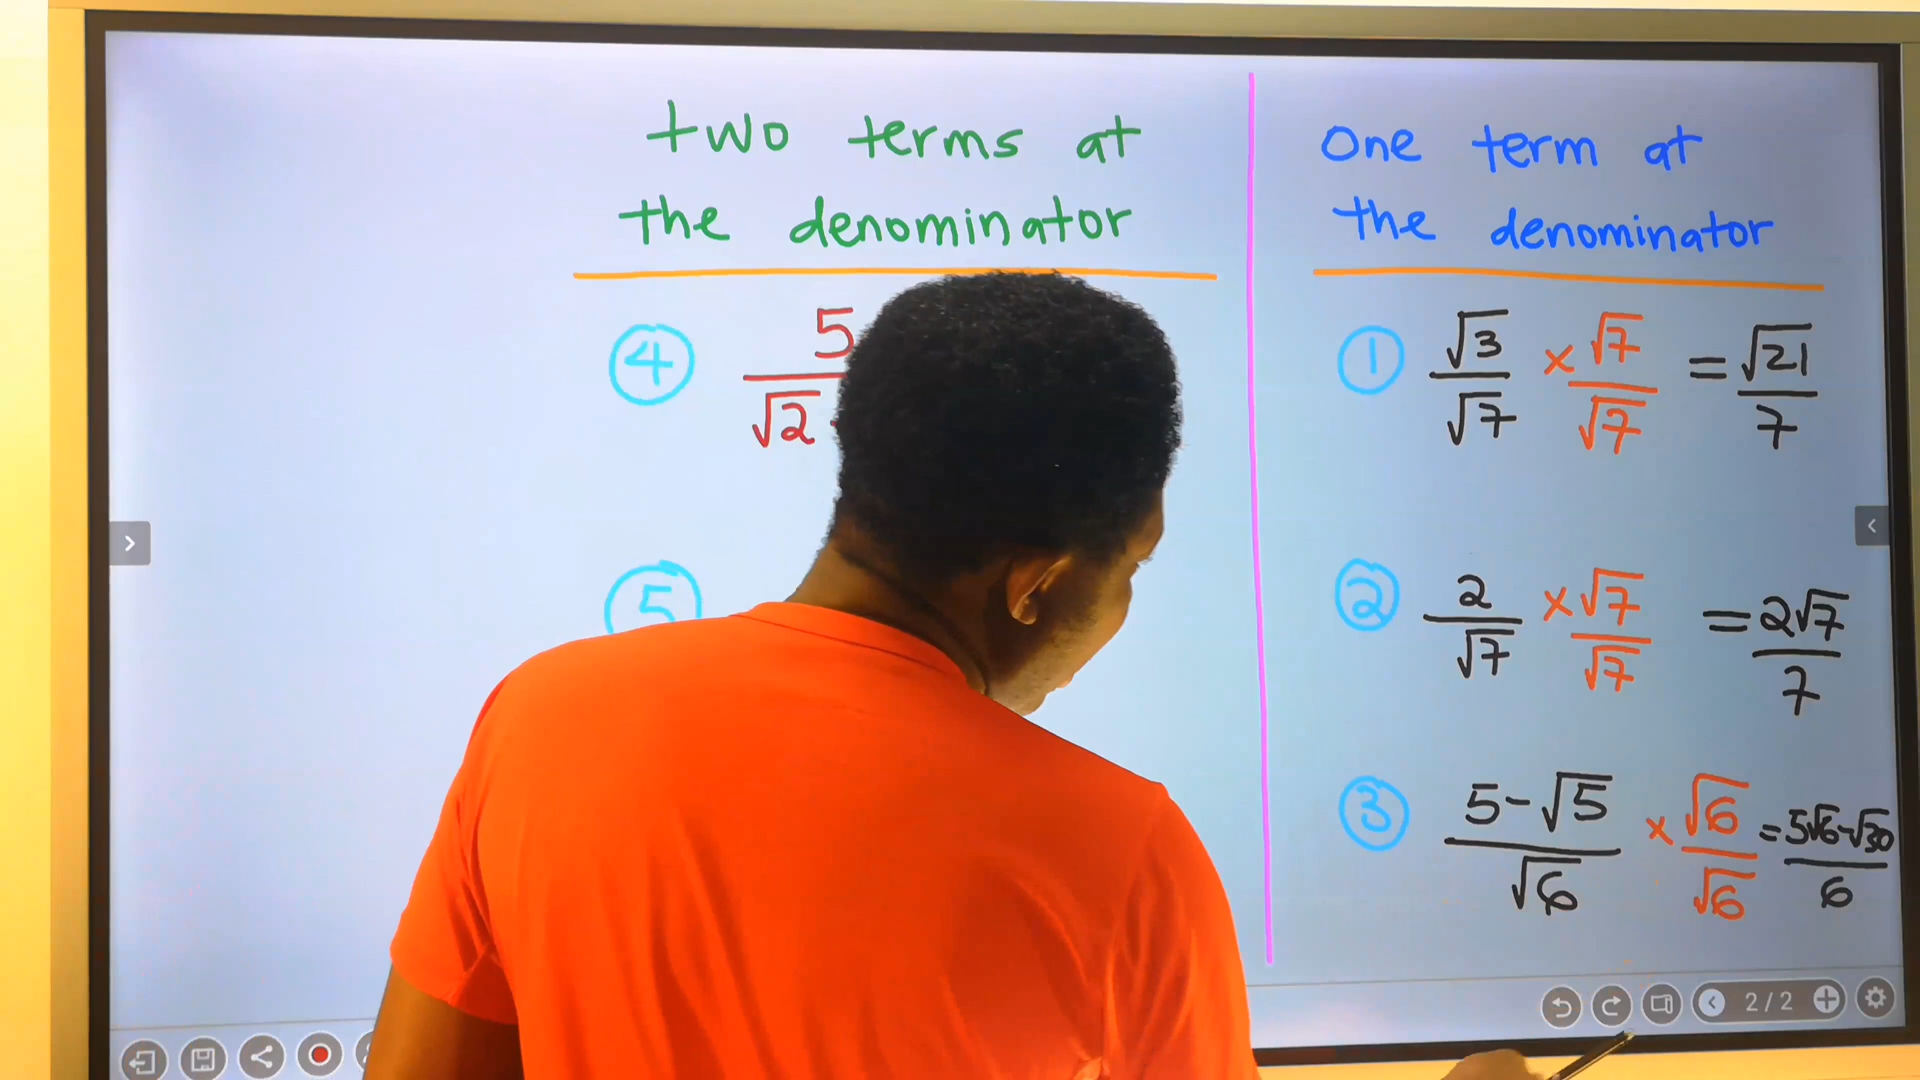 two terms at
the denominator
④ 5
√2
⑤
One term at
the denominator
① √3/√7 × √7/√7 = √21/7
② 2/√7 × √7/√7 = 2√7/7
③ 5-√5/√6 × √6/√6 = 5√6-√30/6
2/2